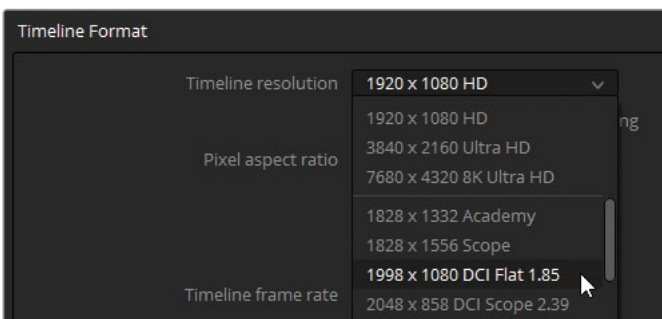 Timeline Format
Timeline resolution 1920 x 1080 HD
1920 x 1080 HD
ng
3840 x 2160 Ultra HD
Pixel aspect ratio
7680 x 4320 8K Ultra HD
1828 x 1332 Academy
1828 x 1556 Scope
1998 x 1080 DCI Flat 1.85
Timeline frame rate
2048 x 858 DCI Scope 2.39